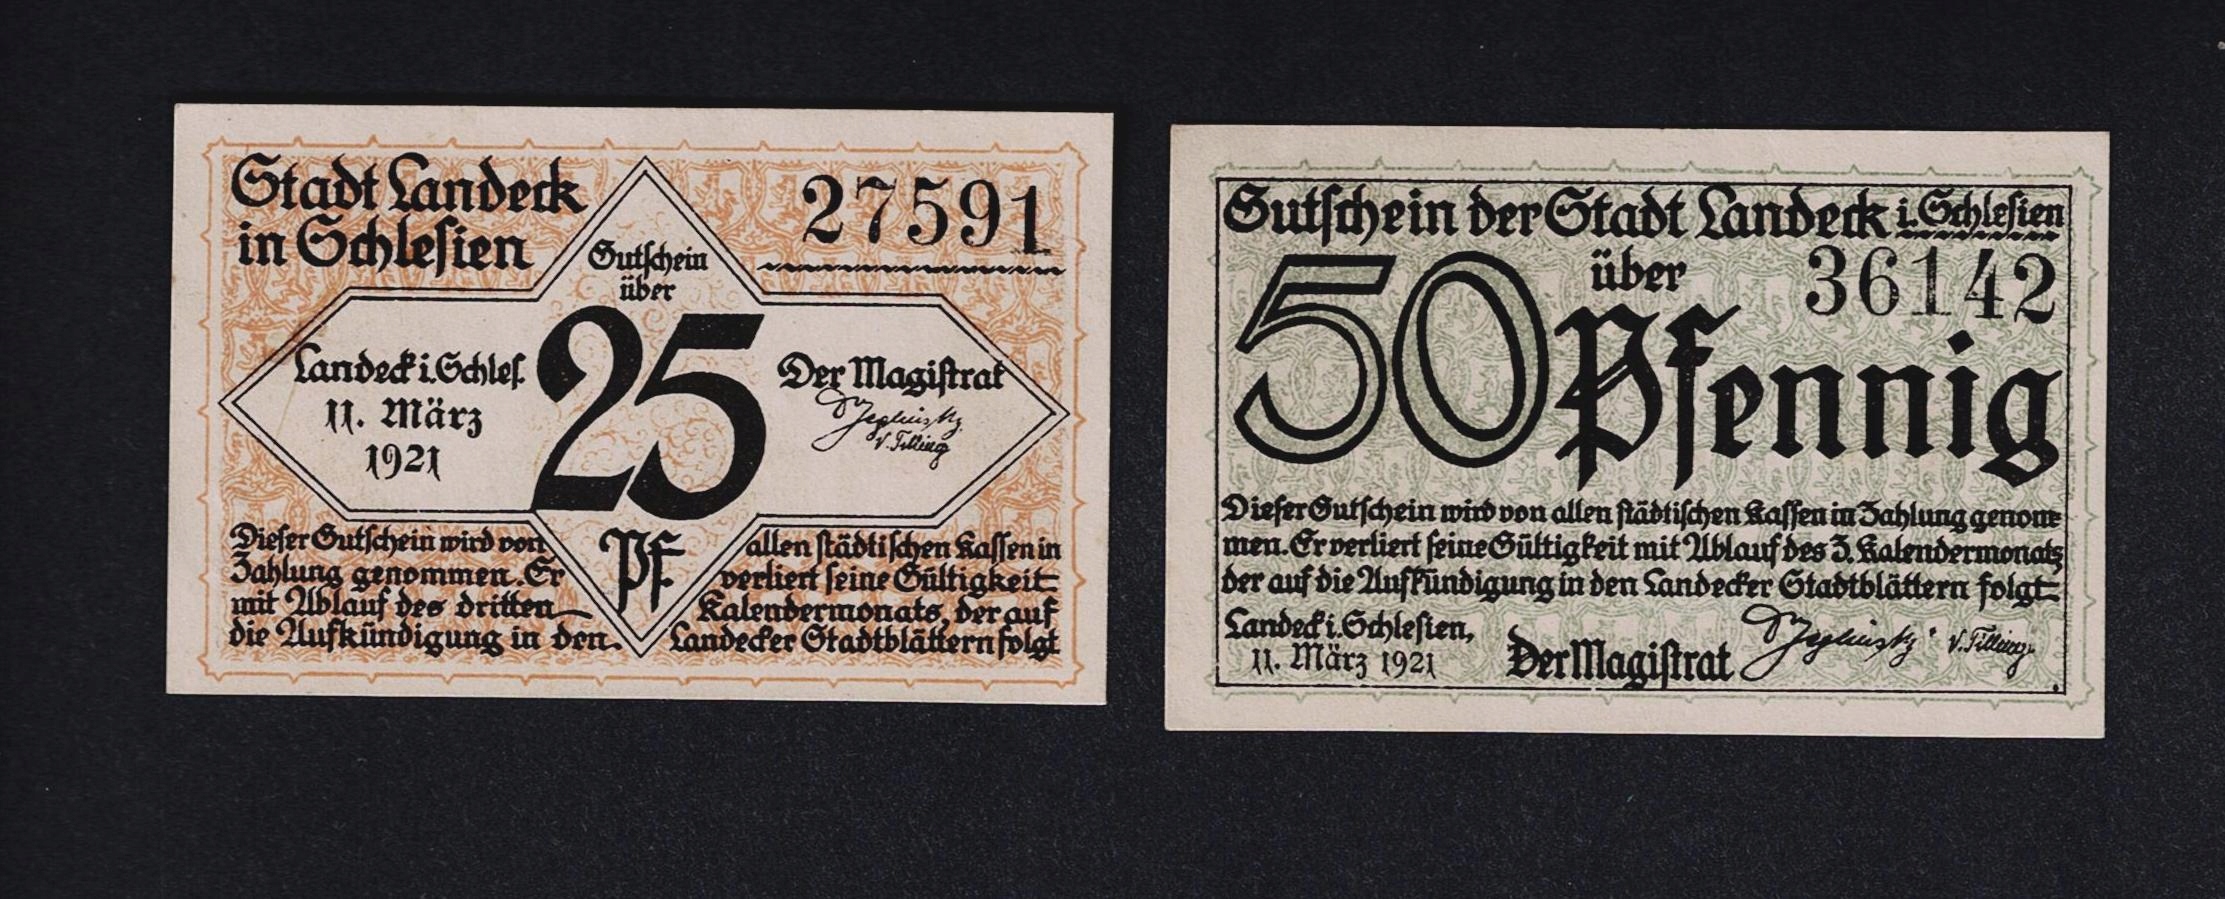 Stadt Landeck
in Schlesien
27591
Gutschein
über
25
Pf
Landeck i. Schles.
11. März
1921
Der Magistrat
V. Tilling
Dieser Gutschein wird von allen städtischen Kassen in
Zahlung genommen. Er verliert seine Gültigkeit
mit Ablauf des dritten Kalendermonats, der auf
die Aufkündigung in den Landecker Stadtblättern folgt
Gutschein der Stadt Landeck i. Schlesien
über
36142
50 Pfennig
Dieser Gutschein wird von allen städtischen Kassen in Zahlung genom-
men. Er verliert seine Gültigkeit mit Ablauf des 3. Kalendermonats
der auf die Aufkündigung in den Landecker Stadtblättern folgt
Landeck i. Schlesien,
11. März 1921
Der Magistrat
V. Tilling